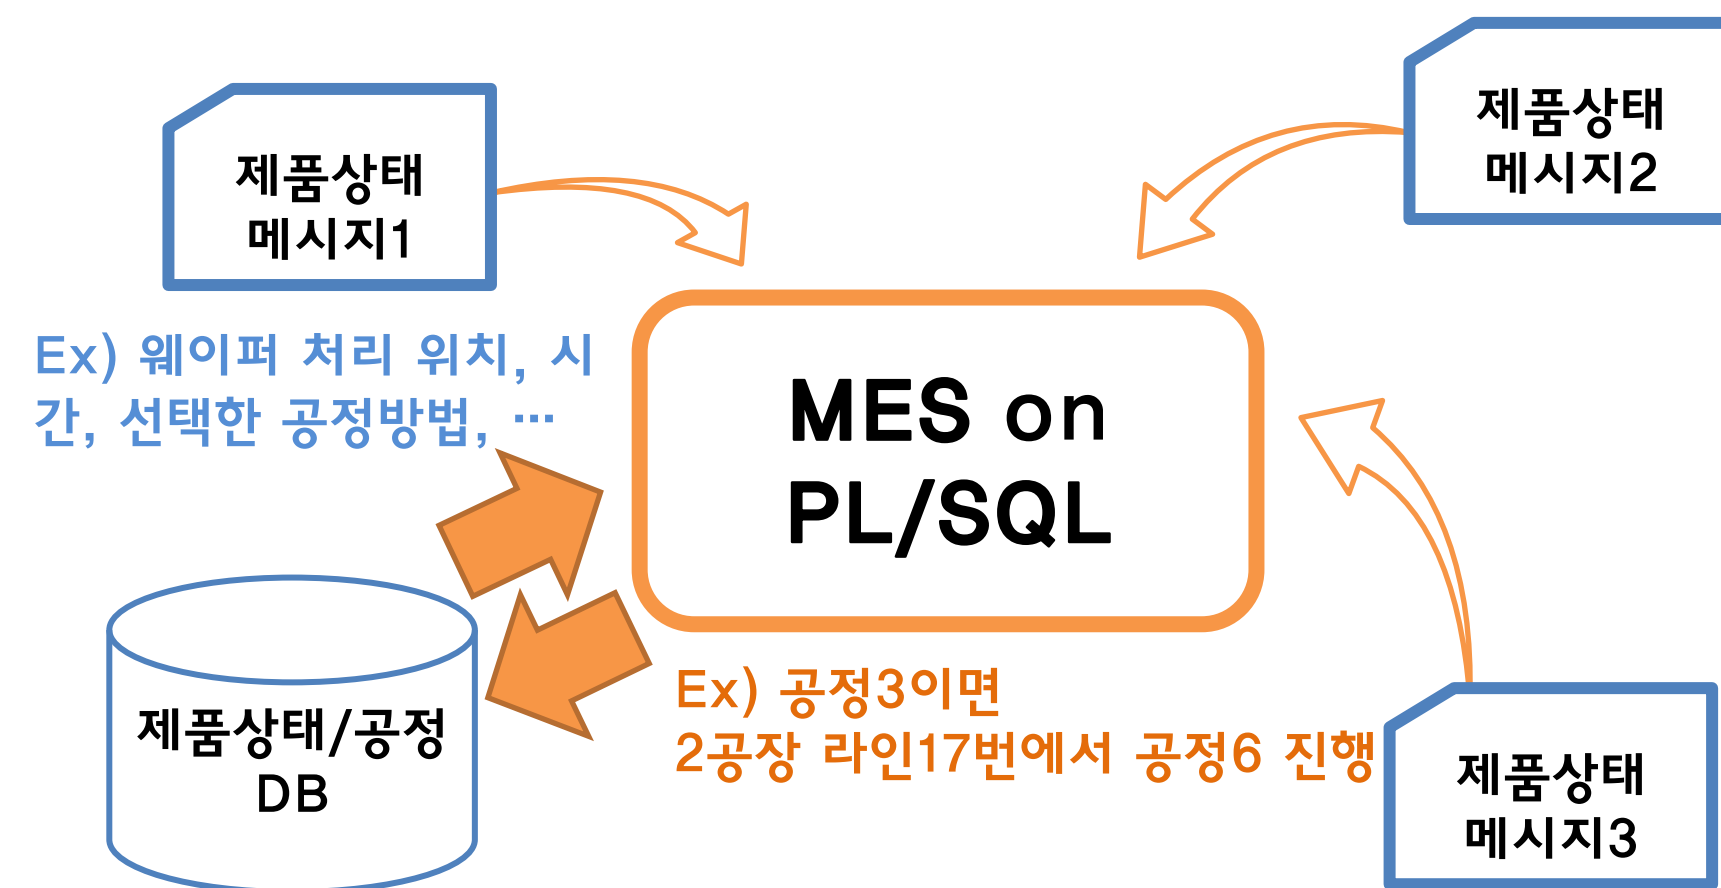 제품상태
메시지1
제품상태
메시지2
Ex) 웨이퍼 처리 위치, 시
간, 선택한 공정방법, …
MES on
PL/SQL
Ex) 공정3이면
2공장 라인17번에서 공정6 진행
제품상태/공정
DB
제품상태
메시지3